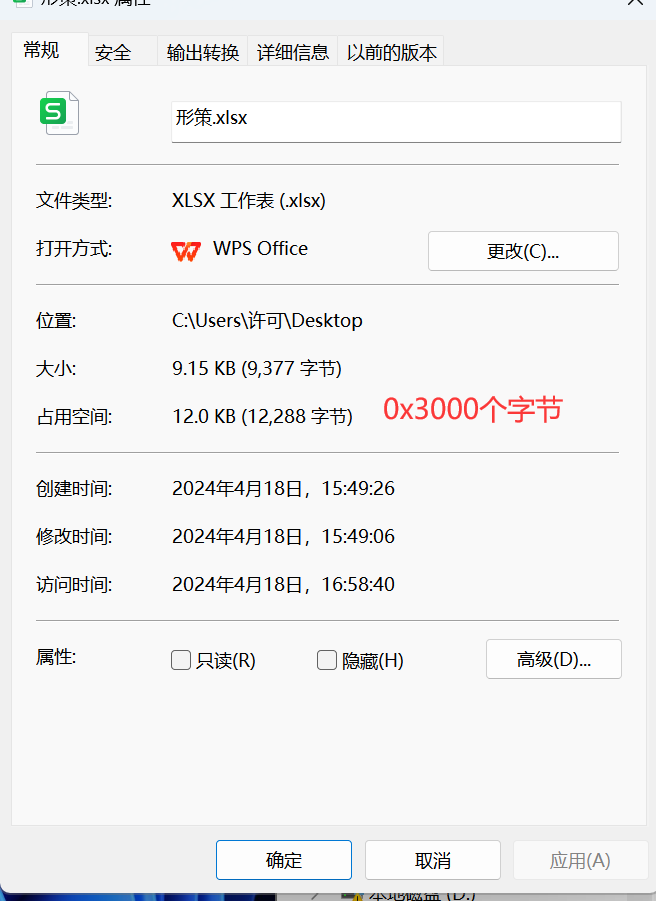 形策.xlsx 属性
常规 安全 输出转换 详细信息 以前的版本
形策.xlsx
文件类型: XLSX 工作表 (.xlsx)
打开方式: WPS Office 更改(C)...
位置: C:\Users\许可\Desktop
大小: 9.15 KB (9,377 字节)
占用空间: 12.0 KB (12,288 字节) 0x3000个字节
创建时间: 2024年4月18日，15:49:26
修改时间: 2024年4月18日，15:49:06
访问时间: 2024年4月18日，16:58:40
属性: 只读(R) 隐藏(H) 高级(D)...
确定 取消 应用(A)
本地磁盘 (D:)